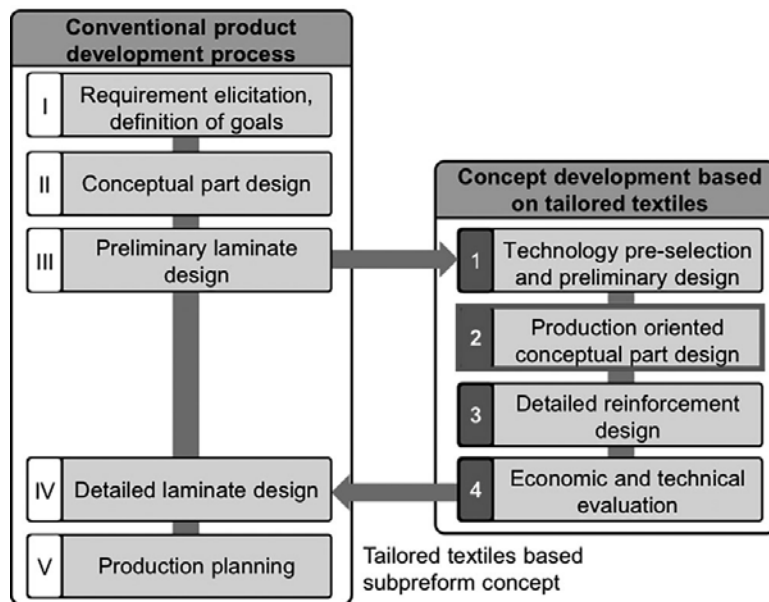 Conventional product
development process
I
Requirement elicitation,
definition of goals
II
Conceptual part design
III
Preliminary laminate
design
IV
Detailed laminate design
V
Production planning
Concept development based
on tailored textiles
1
Technology pre-selection
and preliminary design
2
Production oriented
conceptual part design
3
Detailed reinforcement
design
4
Economic and technical
evaluation
Tailored textiles based
subpreform concept